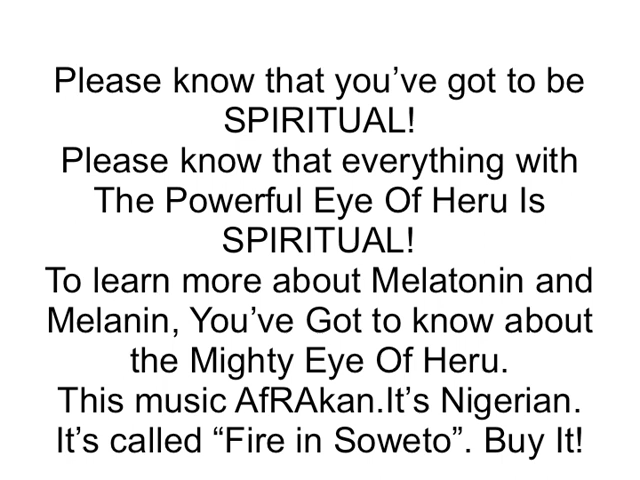 Please know that you’ve got to be
SPIRITUAL!
Please know that everything with
The Powerful Eye Of Heru Is
SPIRITUAL!
To learn more about Melatonin and
Melanin, You’ve Got to know about
the Mighty Eye Of Heru.
This music AfRAkan.It’s Nigerian.
It’s called “Fire in Soweto”. Buy It!